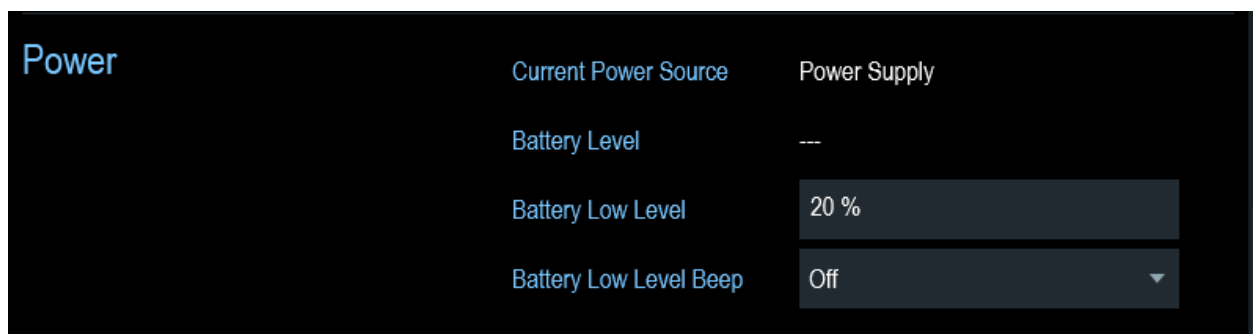 Power
Current Power Source Power Supply
Battery Level ---
Battery Low Level 20 %
Battery Low Level Beep Off